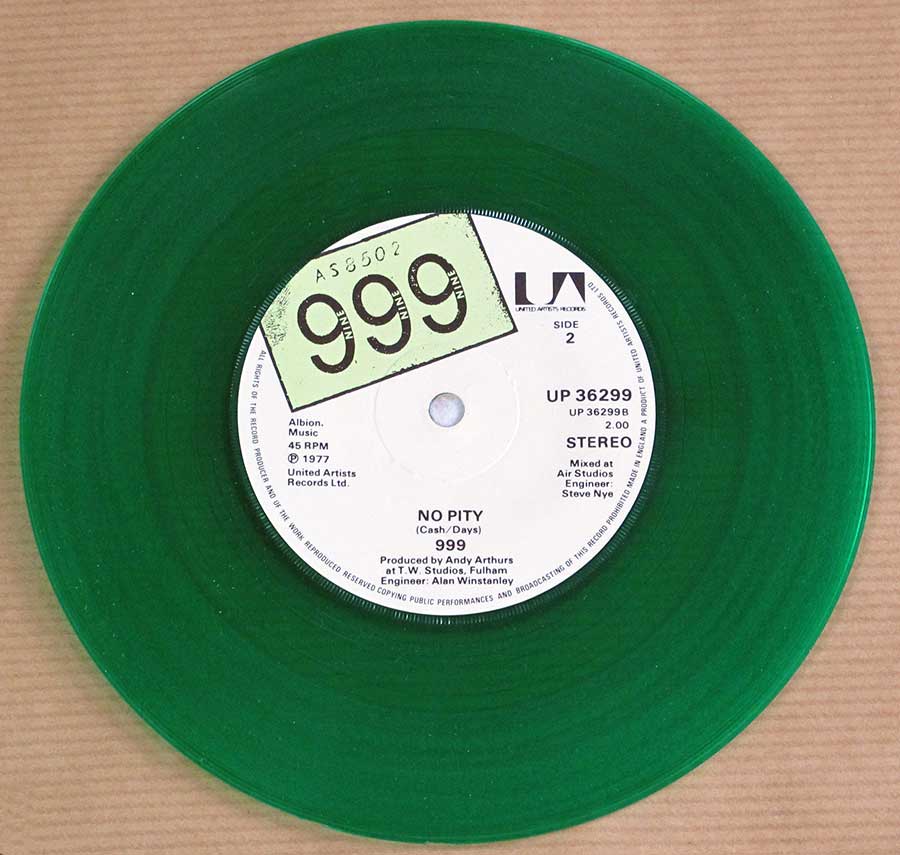 AS8502
999
NINE NINE NINE
UNITED ARTISTS RECORDS
SIDE
2
UP 36299
UP 36299B
2.00
STEREO
Mixed at
Air Studios
Engineer:
Steve Nye
Albion.
Music
45 RPM
℗ 1977
United Artists
Records Ltd.
NO PITY
(Cash/Days)
999
Produced by Andy Arthurs
at T.W. Studios, Fulham
Engineer: Alan Winstanley
ALL RIGHTS OF THE RECORD PRODUCER AND OF THE WORK REPRODUCED RESERVED COPYING PUBLIC PERFORMANCES AND BROADCASTING OF THIS RECORD PROHIBITED MADE IN ENGLAND A PRODUCT OF UNITED ARTISTS RECORDS LTD